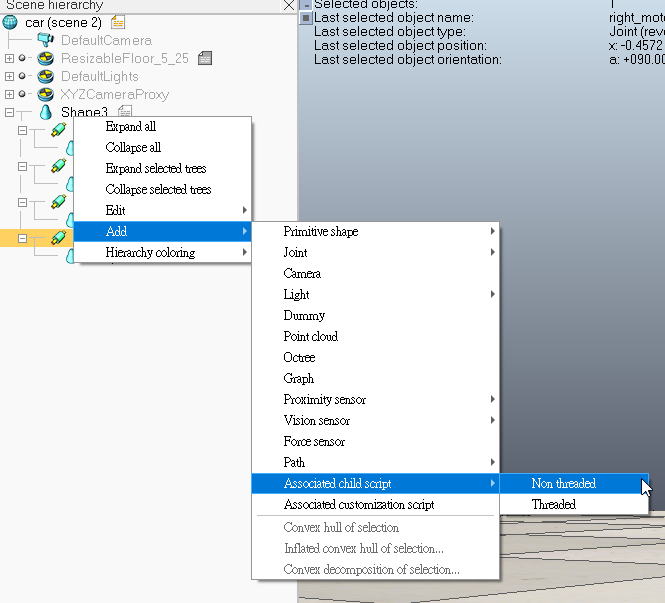 Scene hierarchy
car (scene 2)
DefaultCamera
ResizableFloor_5_25
DefaultLights
XYZCameraProxy
Shape3
Selected objects: 1
Last selected object name: right_mot
Last selected object type: Joint (rev
Last selected object position: x: -0.4572
Last selected object orientation: a: +090.00
Expand all
Collapse all
Expand selected trees
Collapse selected trees
Edit
Add
Hierarchy coloring
Primitive shape
Joint
Camera
Light
Dummy
Point cloud
Octree
Graph
Proximity sensor
Vision sensor
Force sensor
Path
Associated child script
Associated customization script
Convex hull of selection
Inflated convex hull of selection...
Convex decomposition of selection...
Non threaded
Threaded